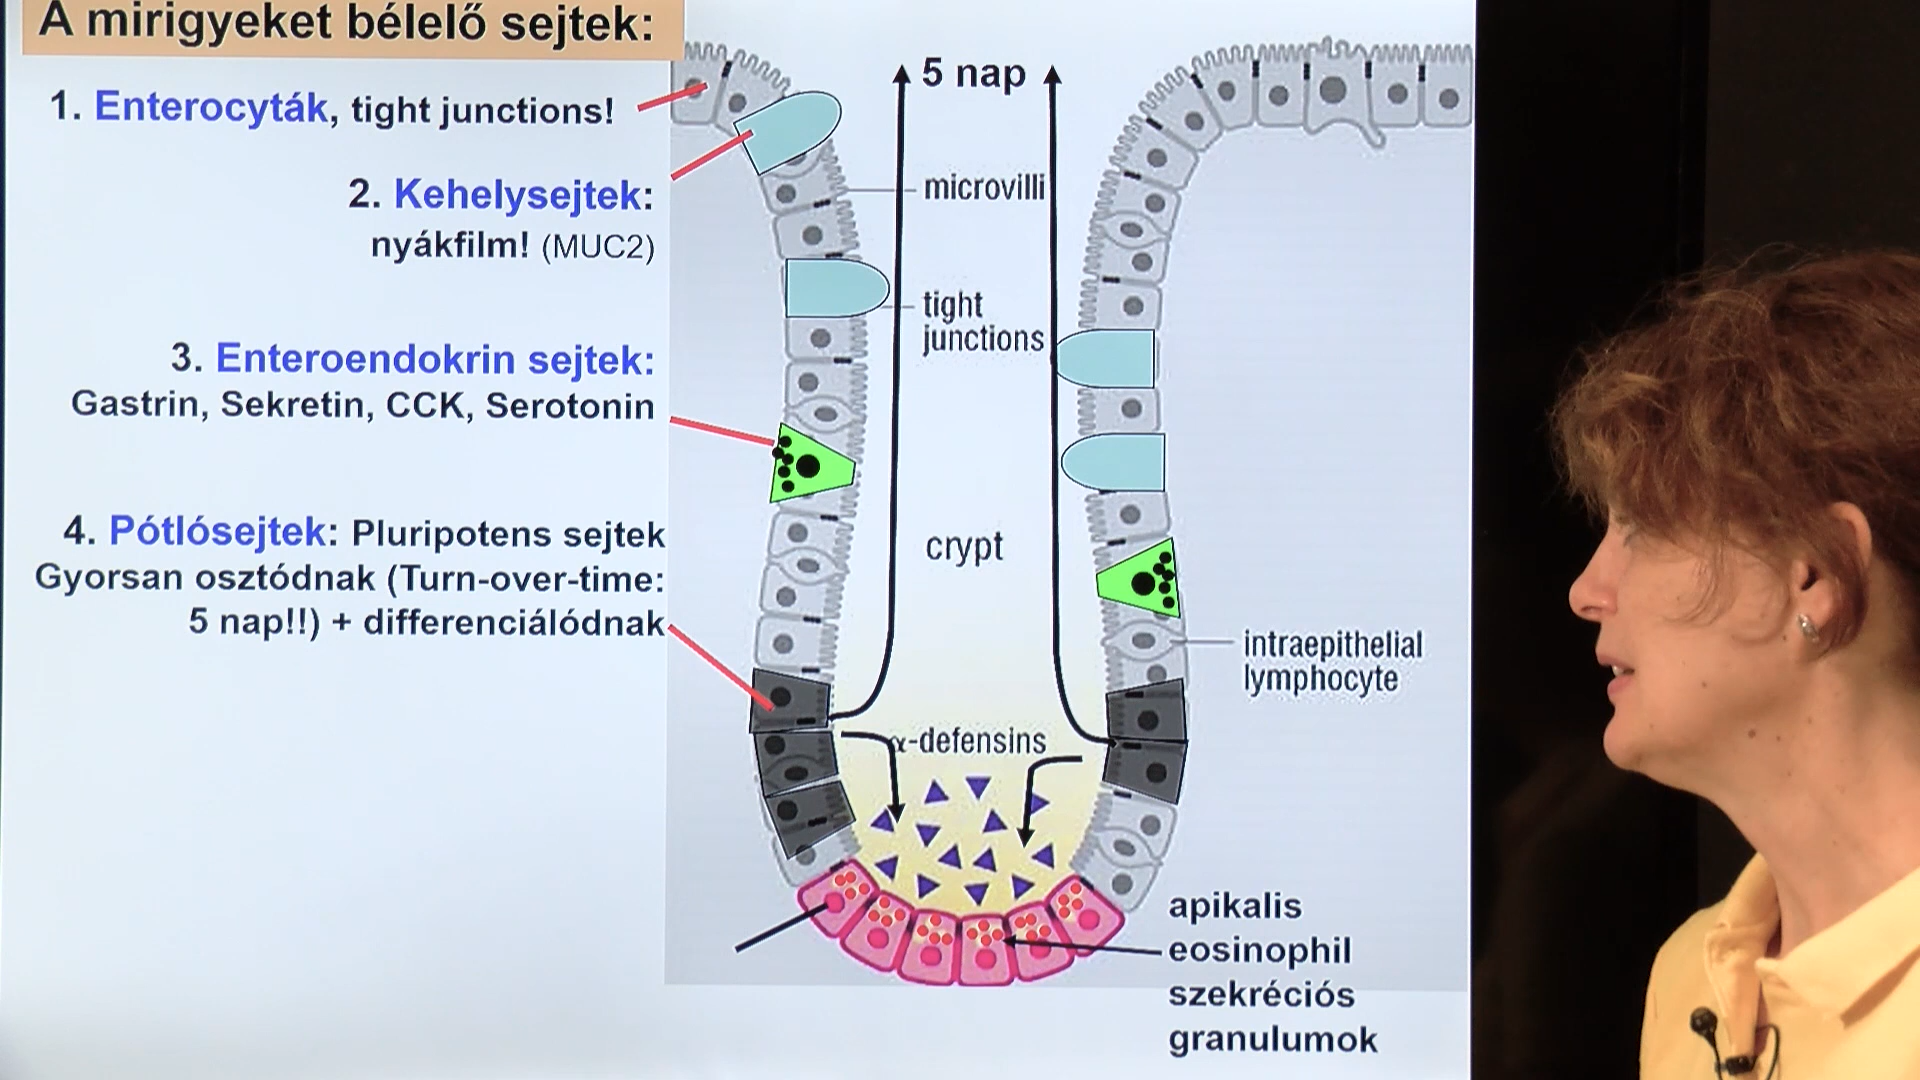 A mirigyeket bélelő sejtek:
1. Enterocyták, tight junctions!
2. Kehelysejtek:
nyákfilm! (MUC2)
3. Enteroendokrin sejtek:
Gastrin, Sekretin, CCK, Serotonin
4. Pótlósejtek: Pluripotens sejtek
Gyorsan osztódnak (Turn-over-time:
5 nap!!) + differenciálódnak
5 nap
microvilli
tight
junctions
crypt
intraepithelial
lymphocyte
α-defensins
apikalis
eosinophil
szekréciós
granulumok